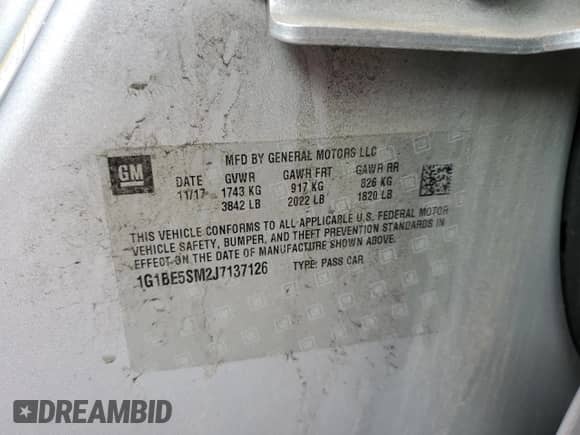 GM
MFD BY GENERAL MOTORS LLC
DATE GVWR GAWR FRT GAWR RR
11/17 1743 KG 917 KG 826 KG
3842 LB 2022 LB 1820 LB
THIS VEHICLE CONFORMS TO ALL APPLICABLE U.S. FEDERAL MOTOR
VEHICLE SAFETY, BUMPER, AND THEFT PREVENTION STANDARDS IN
EFFECT ON THE DATE OF MANUFACTURE SHOWN ABOVE.
1G1BE5SM2J7137126 TYPE: PASS CAR
DREAMBID